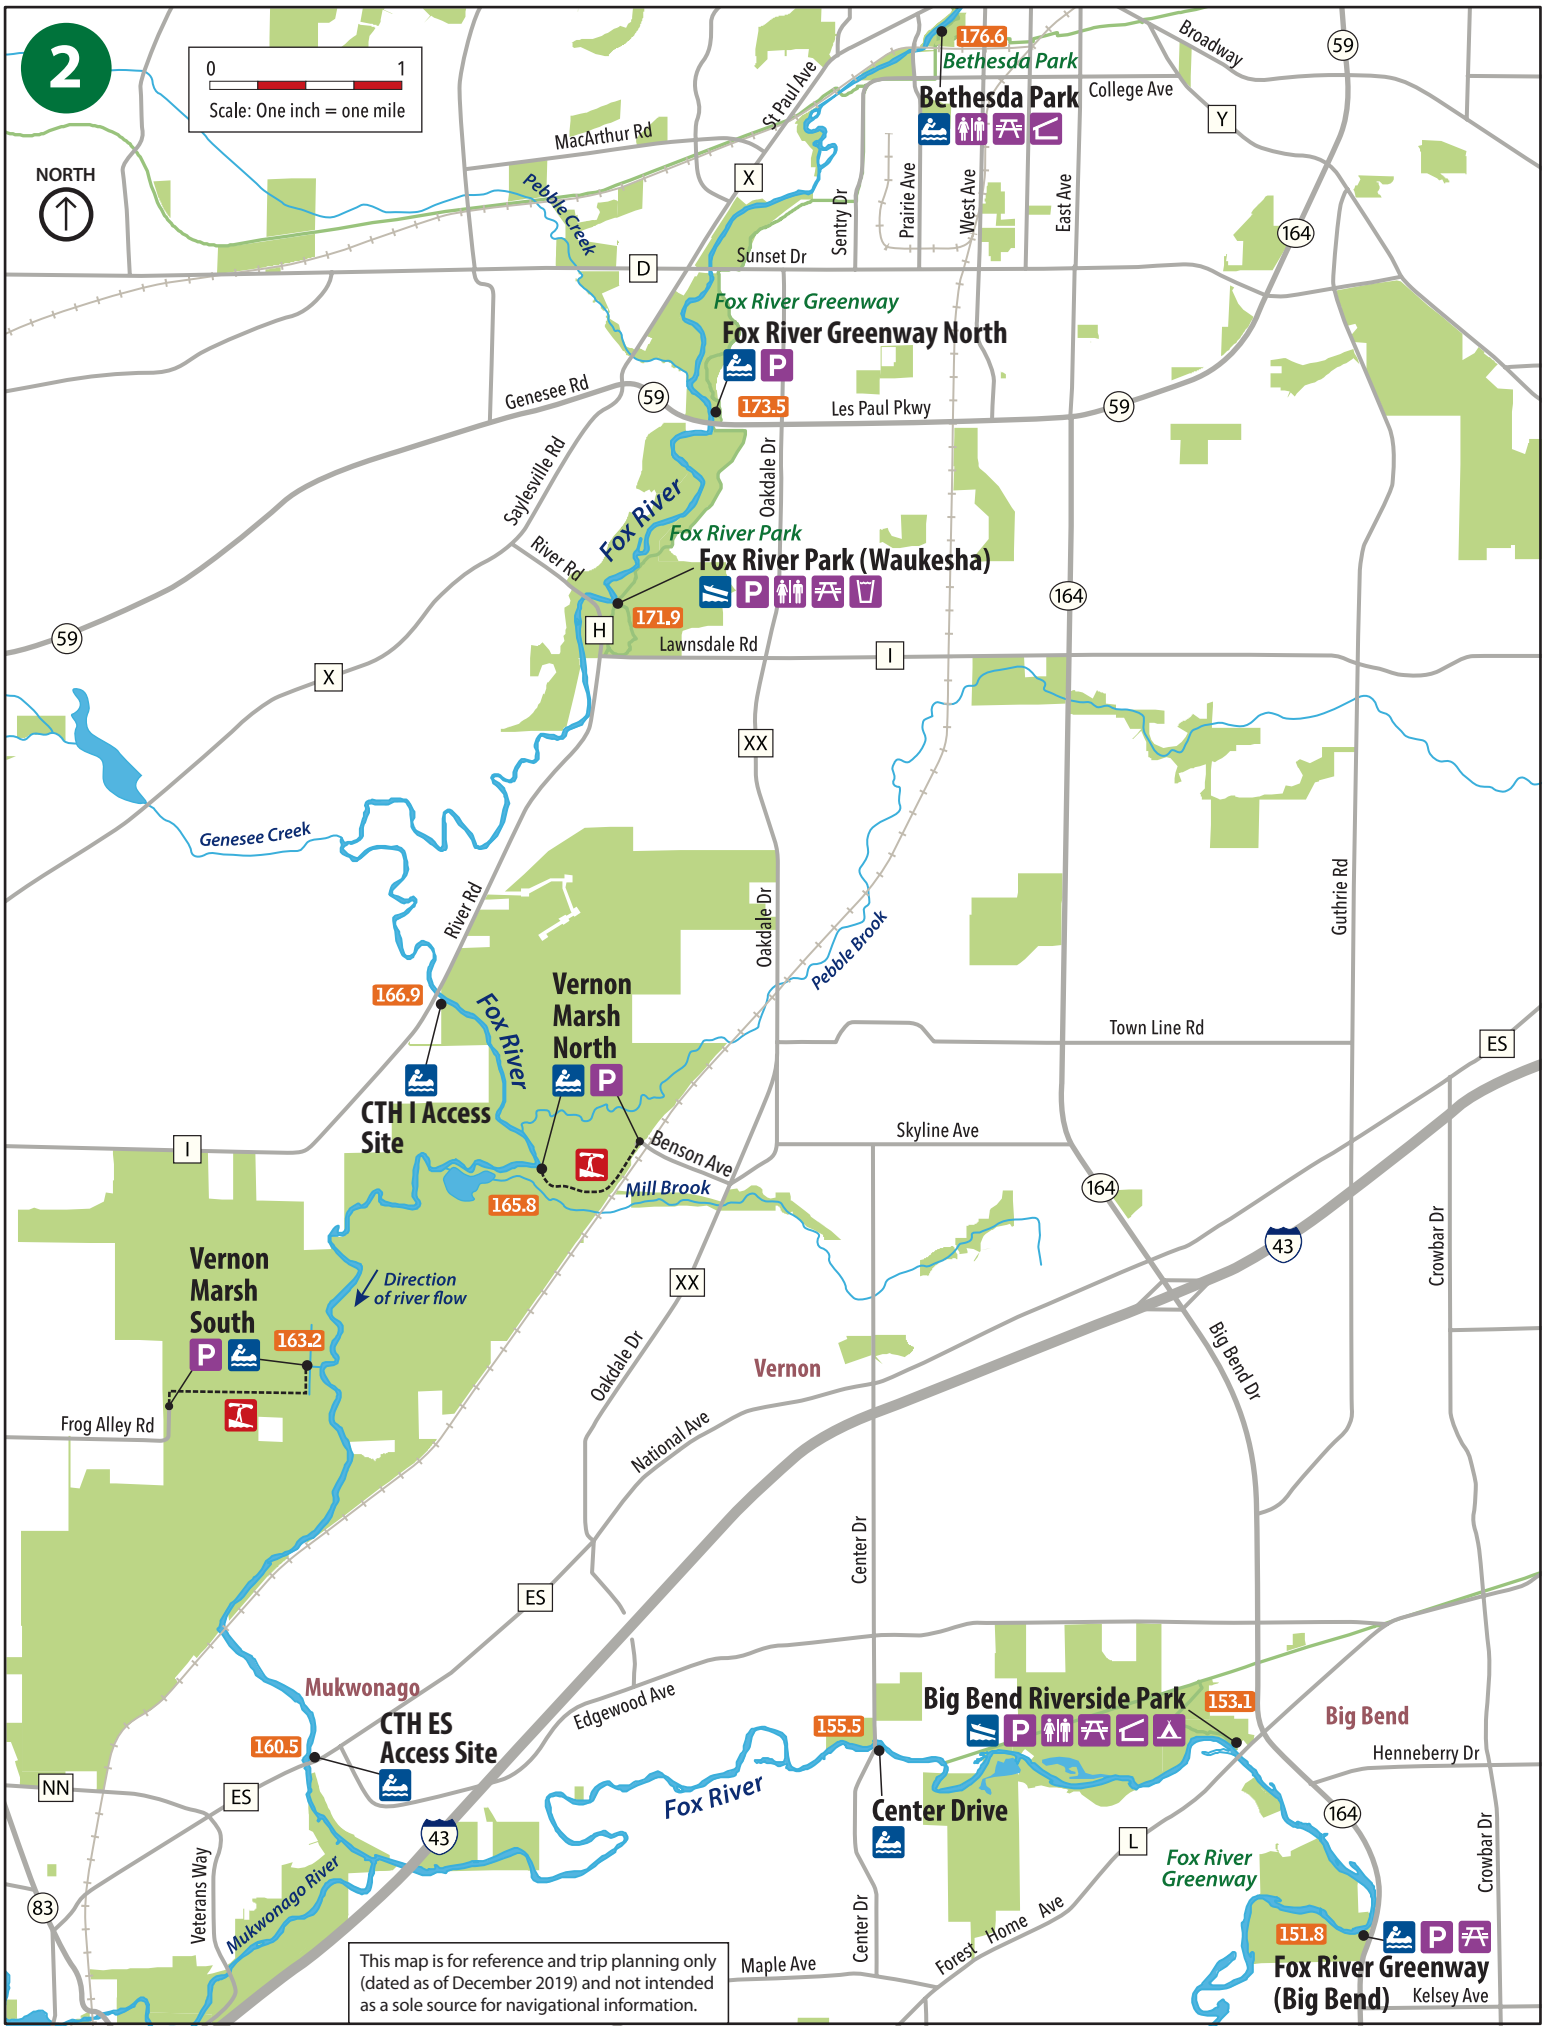 2
0 1
Scale: One inch = one mile
NORTH
176.6
Bethesda Park
Bethesda Park
College Ave
Broadway
59
Y
St Paul Ave
MacArthur Rd
X
Pebble Creek
Sentry Dr
Prairie Ave
West Ave
East Ave
164
D
Sunset Dr
Fox River Greenway
Fox River Greenway North
P
173.5
Genesee Rd
59
Les Paul Pkwy
59
Saylesville Rd
Oakdale Dr
Fox River
Fox River Park
Fox River Park (Waukesha)
P
River Rd
171.9
H
Lawnsdale Rd
I
164
59
X
XX
Genesee Creek
River Rd
Oakdale Dr
Pebble Brook
Guthrie Rd
166.9
Fox River
Vernon
Marsh
North
P
Town Line Rd
ES
CTH I Access
Site
I
Benson Ave
Skyline Ave
Mill Brook
165.8
164
43
Crowbar Dr
Vernon
Marsh
South
P
163.2
Direction
of river flow
XX
Oakdale Dr
Vernon
Big Bend Dr
Frog Alley Rd
National Ave
Center Dr
ES
Mukwonago
CTH ES
Access Site
160.5
Edgewood Ave
155.5
Big Bend Riverside Park
P
153.1
Big Bend
Henneberry Dr
NN
ES
Fox River
Center Drive
164
43
L
Crowbar Dr
Fox River
Greenway
Veterans Way
Mukwonago River
83
Center Dr
Forest Home Ave
151.8
P
Fox River Greenway
(Big Bend)
Maple Ave
Kelsey Ave
This map is for reference and trip planning only
(dated as of December 2019) and not intended
as a sole source for navigational information.